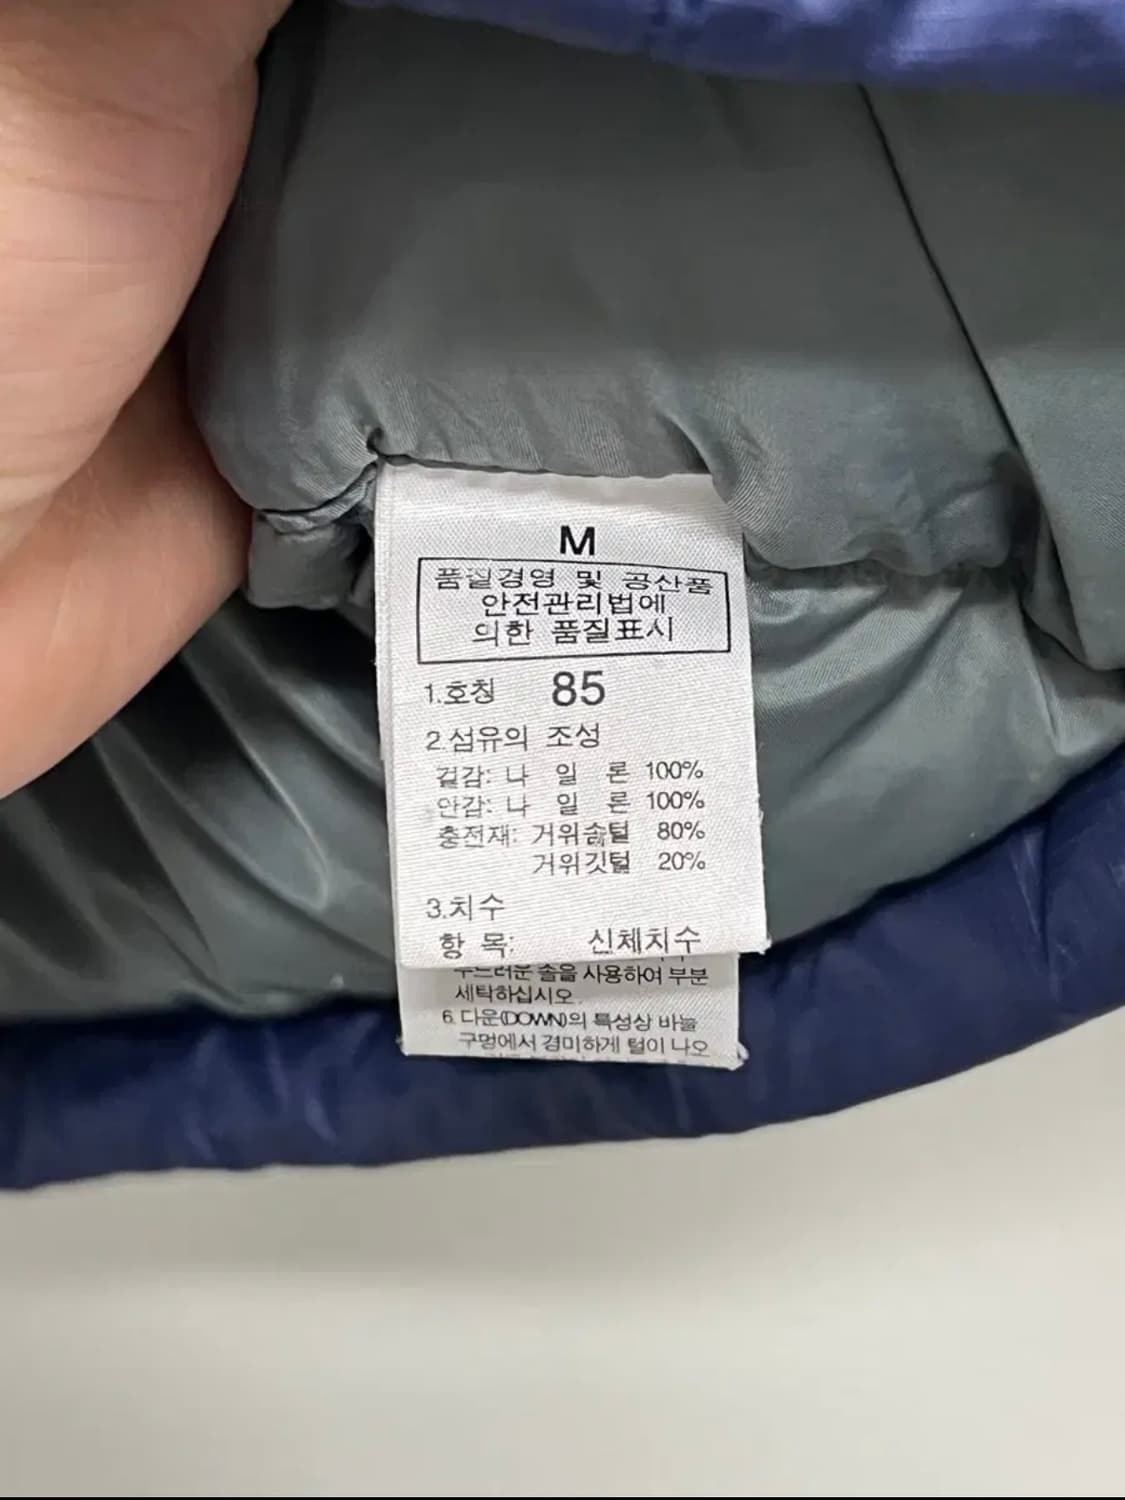 M
품질경영 및 공산품
안전관리법에
의한 품질표시
1.호칭 85
2.섬유의 조성
겉감: 나 일 론 100%
안감: 나 일 론 100%
충전재: 거위솜털 80%
거위깃털 20%
3.치수
항 목: 신체치수
부드러운 솔을 사용하여 부분
세탁하십시오.
6.다운(DOWN)의 특성상 바늘
구멍에서 경미하게 털이 나오